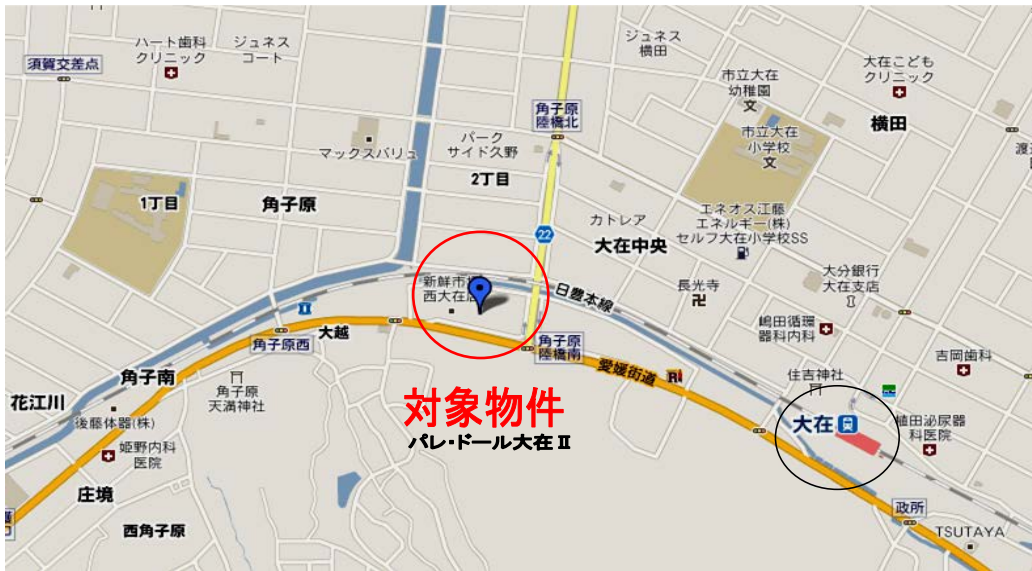 ハート歯科
クリニック
ジュネス
コート
須賀交差点
ジュネス
横田
市立大在
幼稚園
文
大在こども
クリニック
角子原
陸橋北
横田
マックスバリュ
パーク
サイド久野
2丁目
市立大在
小学校
文
1丁目
角子原
22
カトレア
大在中央
エネオス江藤
エネルギー(株)
セルフ大在小学校SS
新鮮市場
西大在店
日豊本線
長光寺
卍
大分銀行
大在支店
嶋田循環
器科内科
角子原西
大越
角子原
陸橋南
愛媛街道
吉岡歯科
角子南
角子原
天満神社
住吉神社
花江川
後藤体器(株)
対象物件
パレ・ドール大在Ⅱ
大在
植田泌尿器
科医院
姫野内科
医院
庄境
西角子原
政所
TSUTAYA